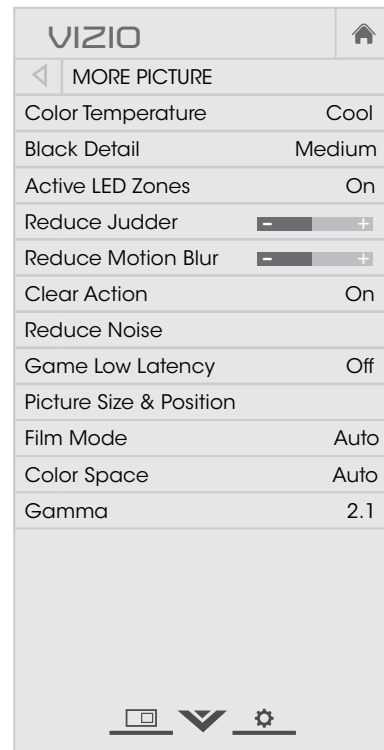 VIZIO
MORE PICTURE
Color Temperature Cool
Black Detail Medium
Active LED Zones On
Reduce Judder - +
Reduce Motion Blur - +
Clear Action On
Reduce Noise
Game Low Latency Off
Picture Size & Position
Film Mode Auto
Color Space Auto
Gamma 2.1